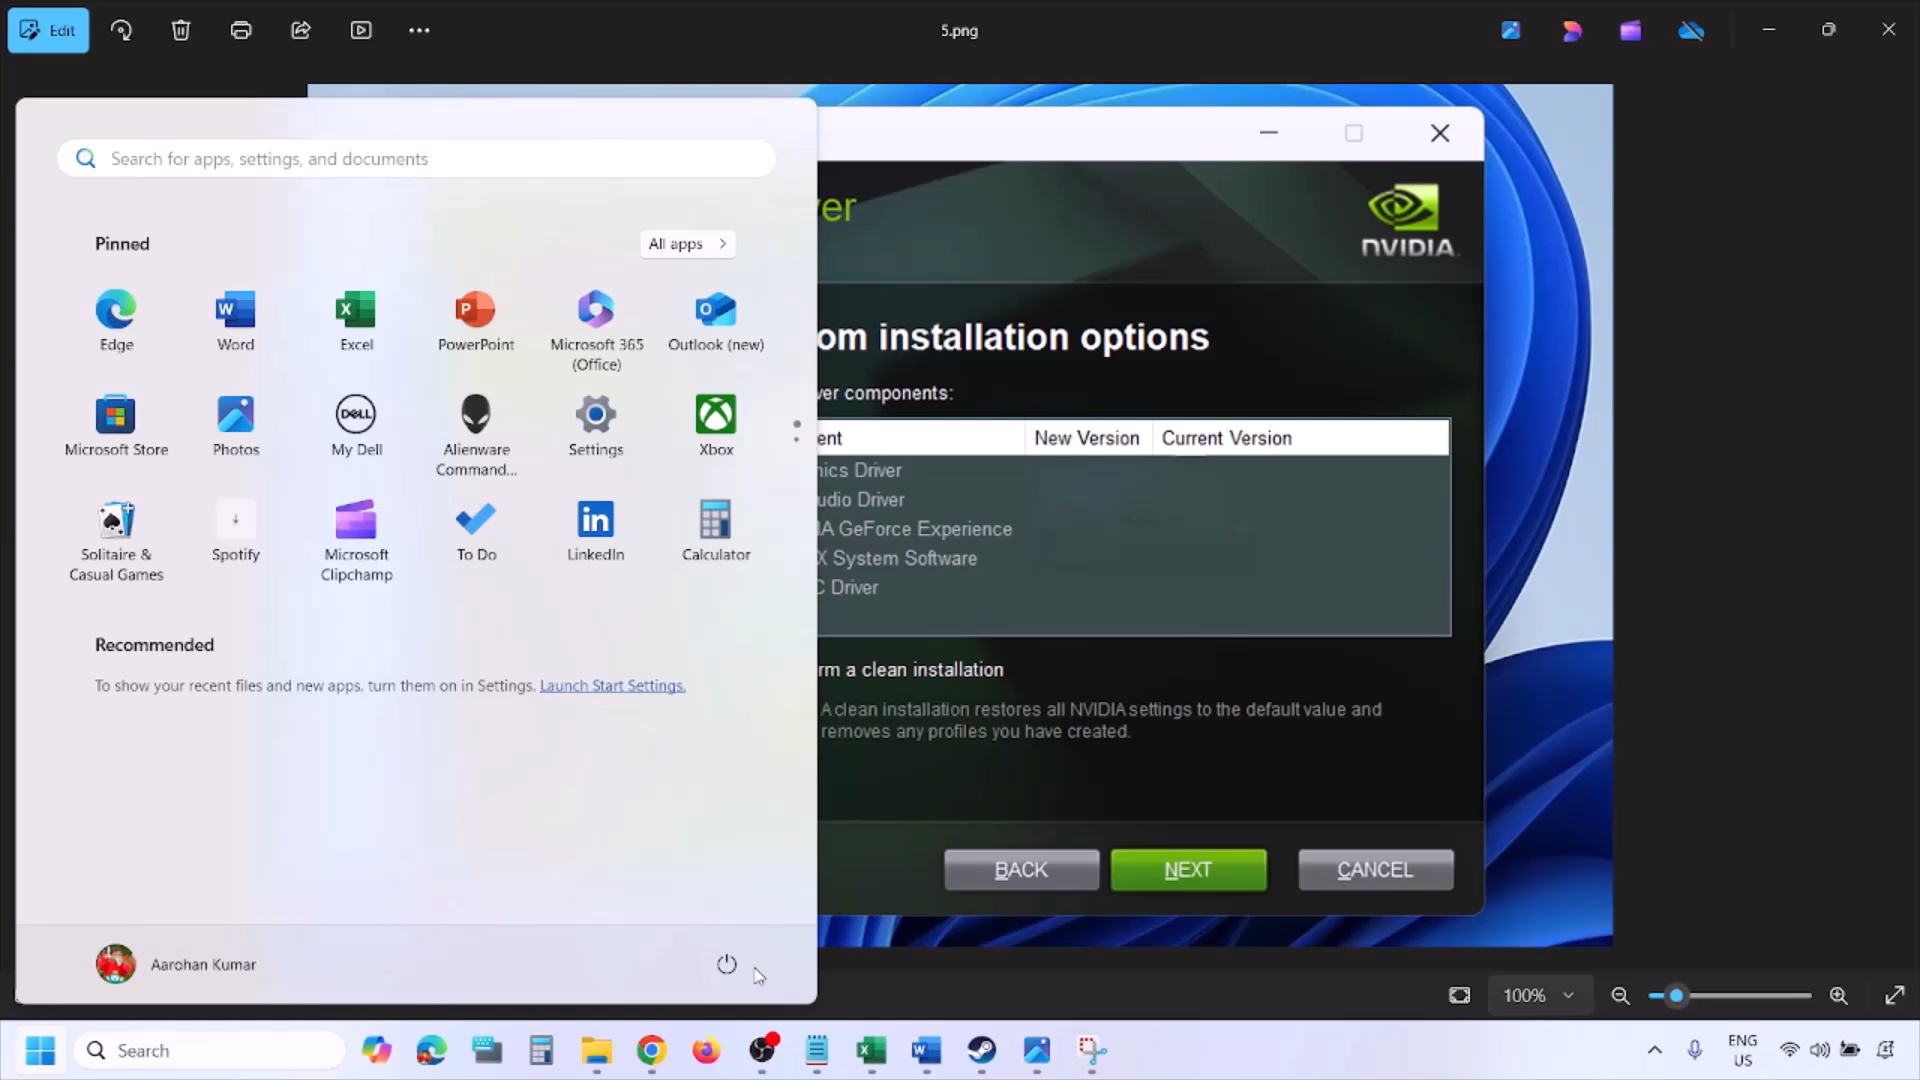 Edit
5.png
Search for apps, settings, and documents
Pinned
All apps
Edge
Word
Excel
PowerPoint
Microsoft 365
(Office)
Outlook (new)
Microsoft Store
Photos
DELL
My Dell
Alienware
Command...
Settings
Xbox
Solitaire &
Casual Games
Spotify
Microsoft
Clipchamp
To Do
LinkedIn
Calculator
Recommended
To show your recent files and new apps, turn them on in Settings. Launch Start Settings.
Aarohan Kumar
ver
NVIDIA
om installation options
ver components:
ent
New Version
Current Version
nics Driver
udio Driver
IA GeForce Experience
X System Software
C Driver
rm a clean installation
A clean installation restores all NVIDIA settings to the default value and
removes any profiles you have created.
BACK
NEXT
CANCEL
100%
Search
ENG
US